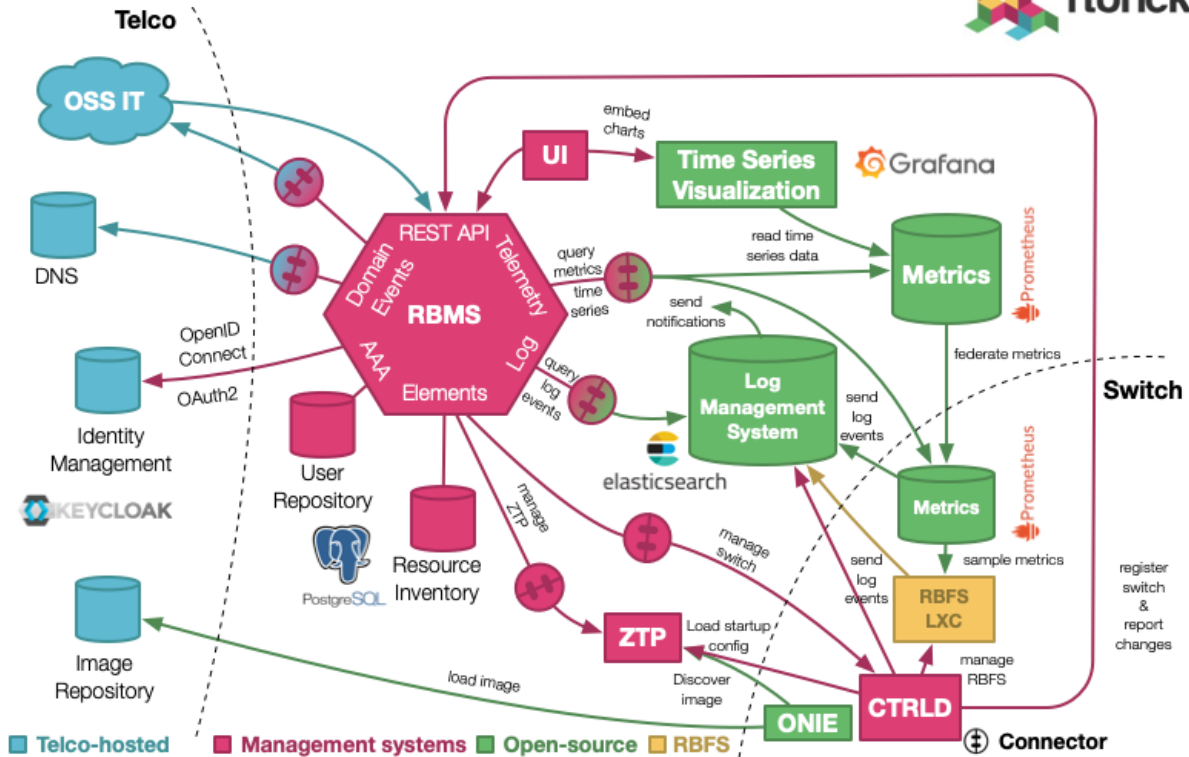 Telco
OSS IT
DNS
OpenID
Connect
OAuth2
Identity
Management
KEYCLOAK
Image
Repository
load image
UI
embed
charts
Time Series
Visualization
Grafana
REST API
Domain
Events
Telemetry
RBMS
AAA
Log
Elements
query
metrics
time
series
read time
series data
Metrics
Prometheus
send
notifications
federate metrics
query
log
events
Log
Management
System
elasticsearch
send
log
events
Switch
Metrics
Prometheus
sample metrics
User
Repository
PostgreSQL
Resource
Inventory
manage
ZTP
manage
switch
send
log
events
RBFS
LXC
register
switch
&
report
changes
ZTP
Load startup
config
Discover
image
manage
RBFS
CTRLD
ONIE
Telco-hosted
Management systems
Open-source
RBFS
Connector